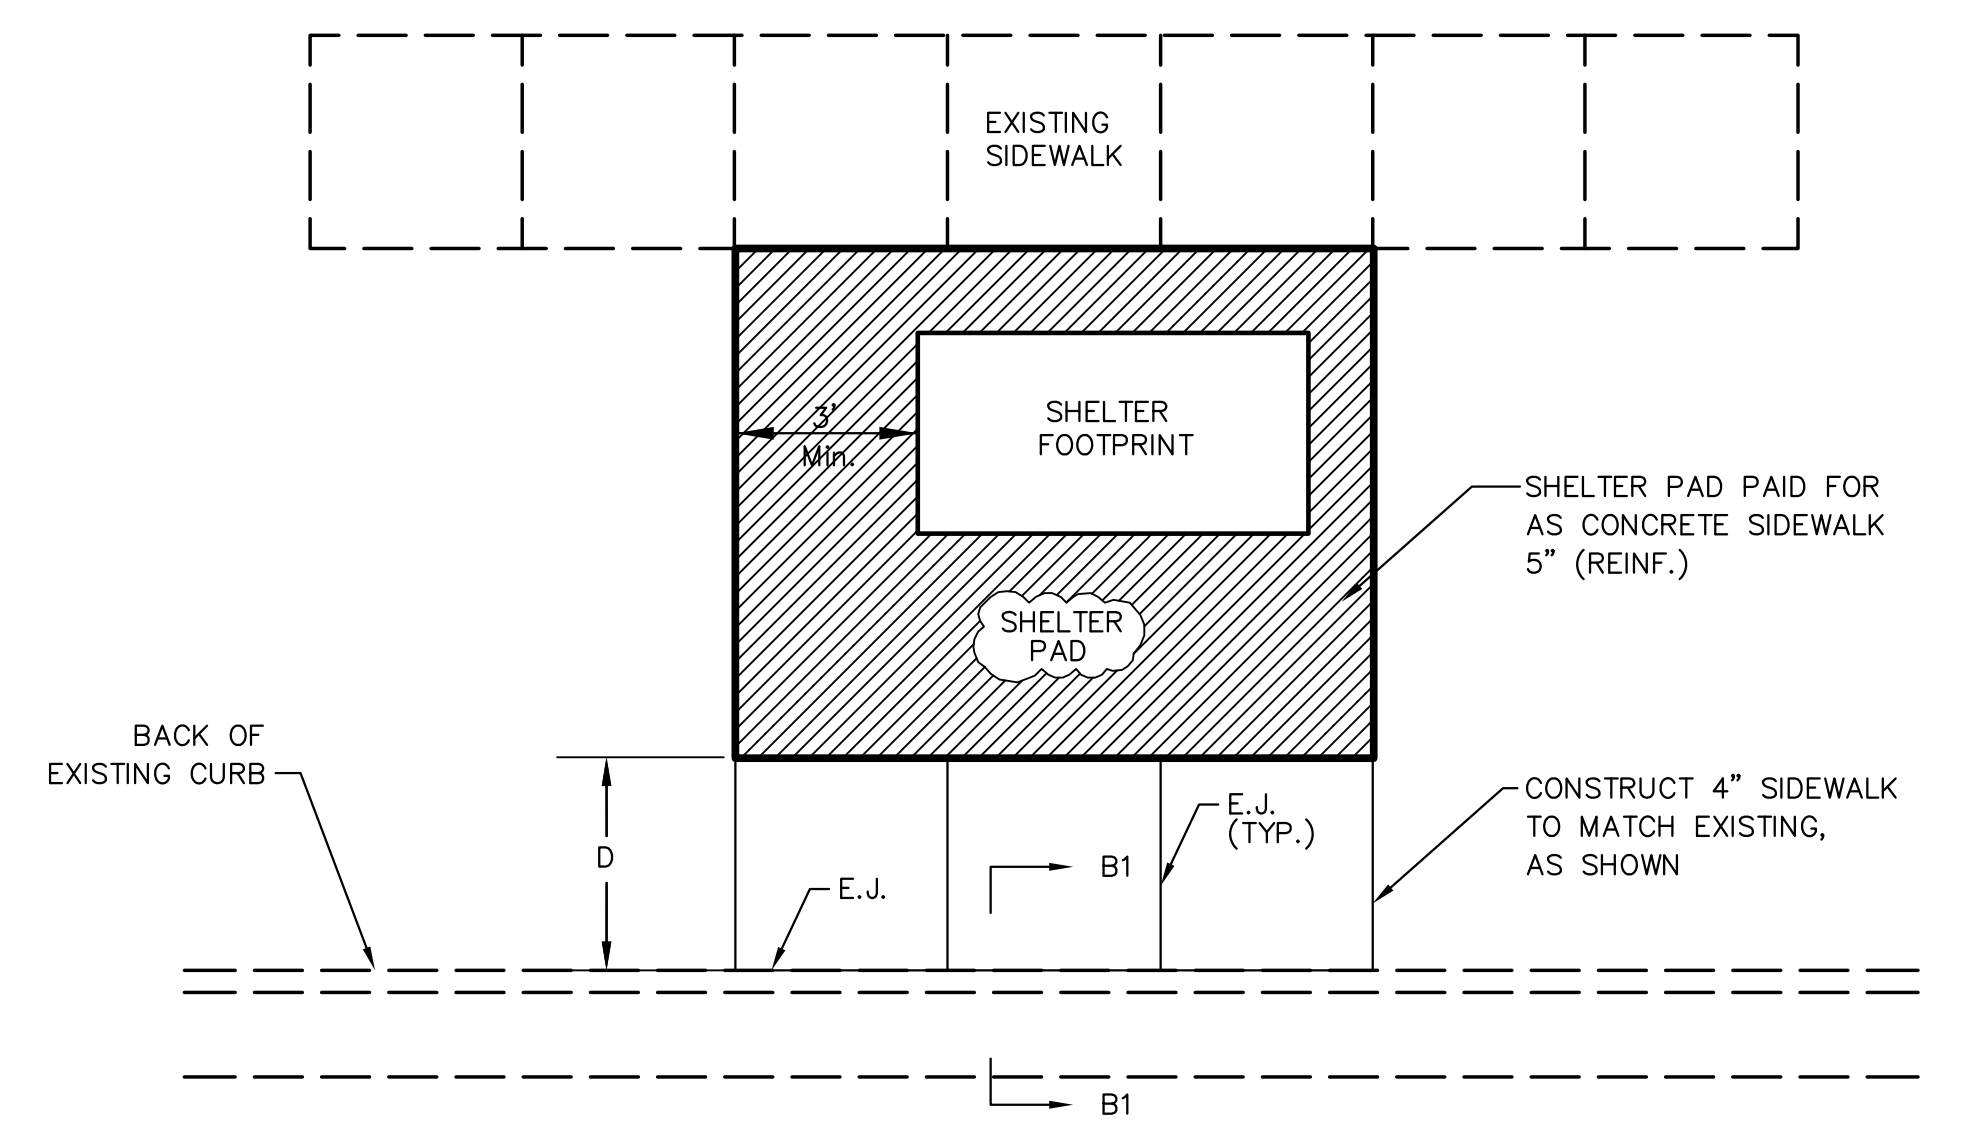 EXISTING
SIDEWALK
SHELTER
FOOTPRINT
3'
Min.
SHELTER PAD PAID FOR
AS CONCRETE SIDEWALK
5” (REINF.)
SHELTER
PAD
BACK OF
EXISTING CURB
CONSTRUCT 4” SIDEWALK
TO MATCH EXISTING,
AS SHOWN
E.J.
(TYP.)
D
B1
E.J.
B1